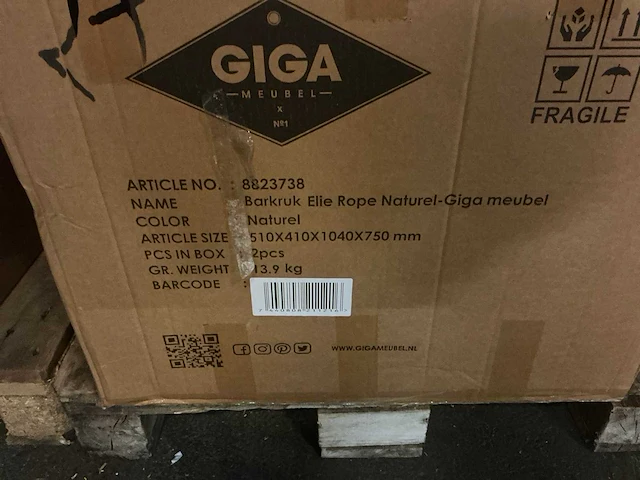 GIGA
MEUBEL
x
Nº1
FRAGILE
ARTICLE NO. : 8823738
NAME Barkruk Elie Rope Naturel-Giga meubel
COLOR Naturel
ARTICLE SIZE 510X410X1040X750 mm
PCS IN BOX 2pcs
GR. WEIGHT 13.9 kg
BARCODE :
WWW.GIGAMEUBEL.NL